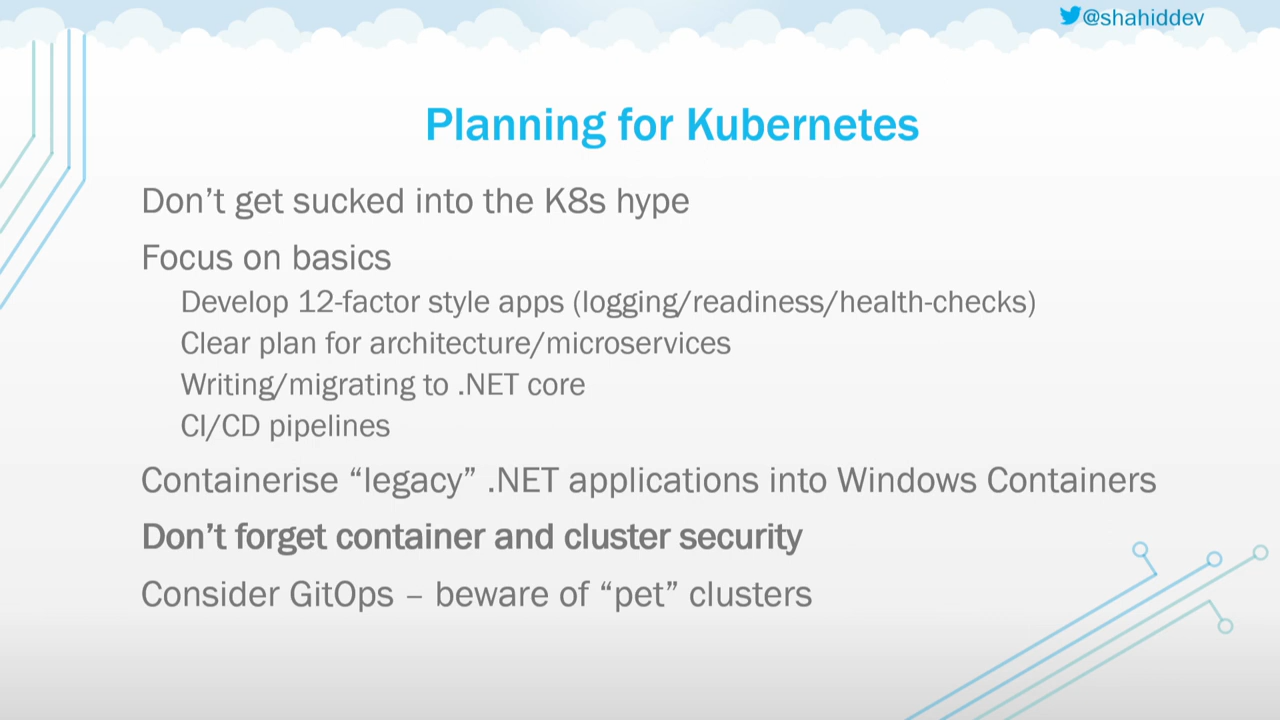 @shahiddev
Planning for Kubernetes
Don’t get sucked into the K8s hype
Focus on basics
Develop 12-factor style apps (logging/readiness/health-checks)
Clear plan for architecture/microservices
Writing/migrating to .NET core
CI/CD pipelines
Containerise “legacy” .NET applications into Windows Containers
Don’t forget container and cluster security
Consider GitOps – beware of “pet” clusters